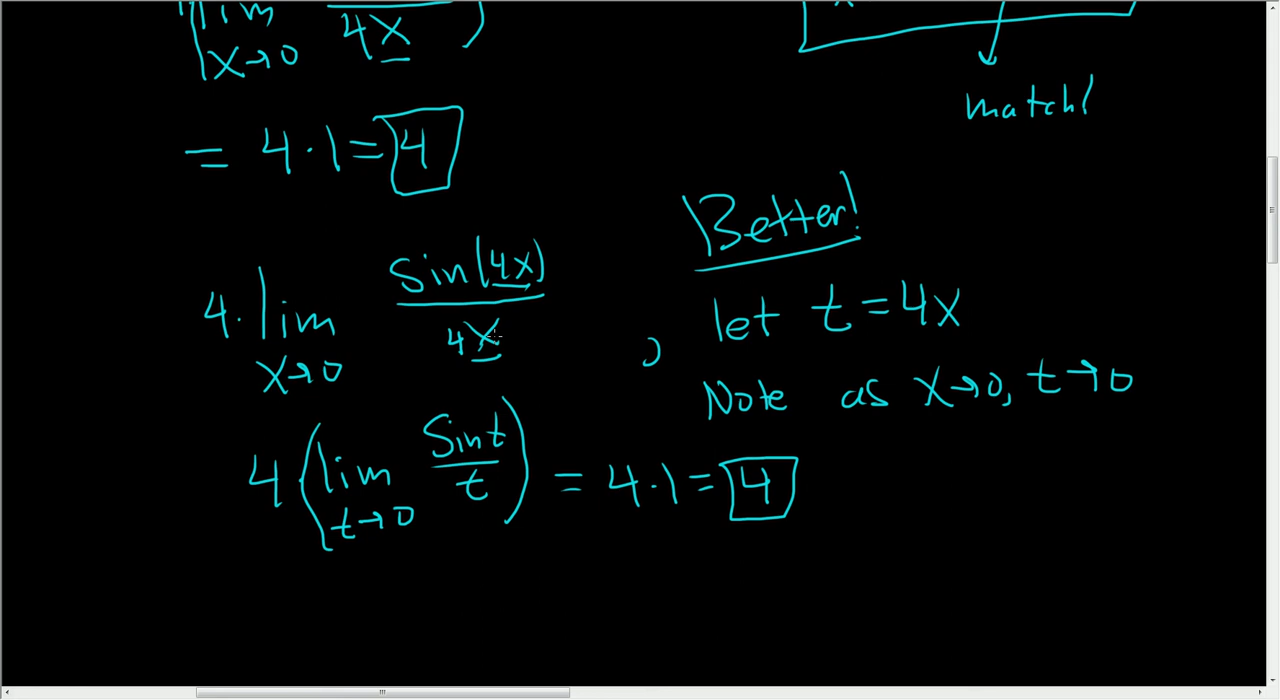 lim
x→0
4x
match!
= 4·1 = 4
Better!
4·lim
x→0
sin(4x)
4x
,
let t = 4x
Note as x→0, t→0
4(lim
t→0
sin t
t
) = 4·1 = 4